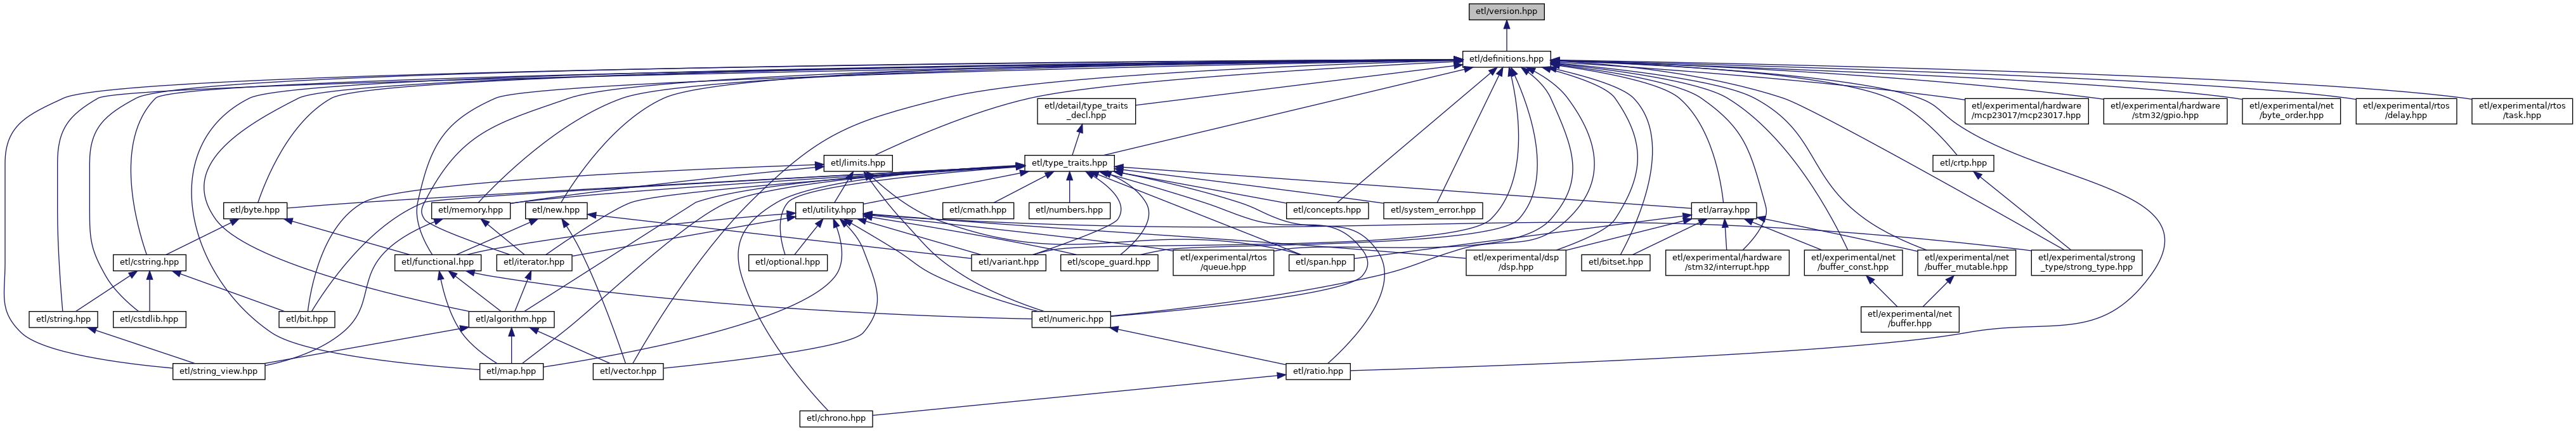 etl/version.hpp
etl/definitions.hpp
etl/detail/type_traits
_decl.hpp
etl/experimental/hardware
/mcp23017/mcp23017.hpp
etl/experimental/hardware
/stm32/gpio.hpp
etl/experimental/net
/byte_order.hpp
etl/experimental/rtos
/delay.hpp
etl/experimental/rtos
/task.hpp
etl/limits.hpp
etl/type_traits.hpp
etl/crtp.hpp
etl/byte.hpp
etl/memory.hpp
etl/new.hpp
etl/utility.hpp
etl/cmath.hpp
etl/numbers.hpp
etl/concepts.hpp
etl/system_error.hpp
etl/array.hpp
etl/cstring.hpp
etl/functional.hpp
etl/iterator.hpp
etl/optional.hpp
etl/variant.hpp
etl/scope_guard.hpp
etl/experimental/rtos
/queue.hpp
etl/span.hpp
etl/experimental/dsp
/dsp.hpp
etl/bitset.hpp
etl/experimental/hardware
/stm32/interrupt.hpp
etl/experimental/net
/buffer_const.hpp
etl/experimental/net
/buffer_mutable.hpp
etl/experimental/strong
_type/strong_type.hpp
etl/string.hpp
etl/cstdlib.hpp
etl/bit.hpp
etl/algorithm.hpp
etl/numeric.hpp
etl/experimental/net
/buffer.hpp
etl/string_view.hpp
etl/map.hpp
etl/vector.hpp
etl/ratio.hpp
etl/chrono.hpp